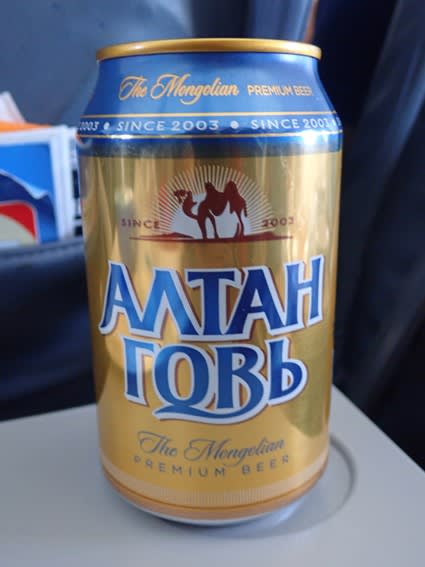 The Mongolian PREMIUM BEER
2003 • SINCE 2003 • SINCE 2003 •
SINCE 2003
АЛТАН
ГОВЬ
The Mongolian
PREMIUM BEER